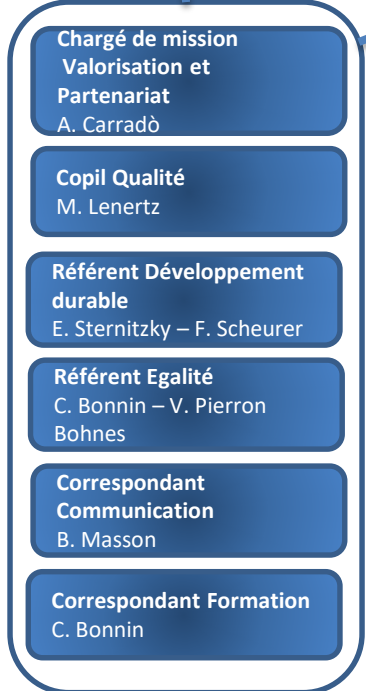 Chargé de mission
Valorisation et
Partenariat
A. Carradò
Copil Qualité
M. Lenertz
Référent Développement
durable
E. Sternitzky – F. Scheurer
Référent Egalité
C. Bonnin – V. Pierron
Bohnes
Correspondant
Communication
B. Masson
Correspondant Formation
C. Bonnin